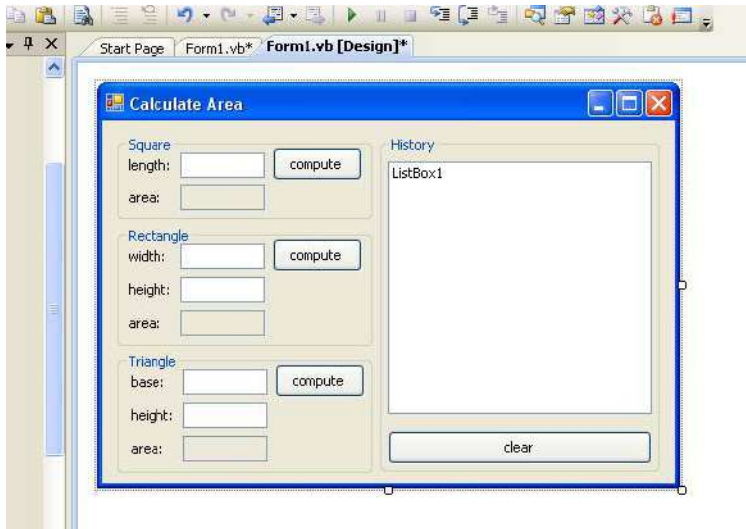 Start Page Form1.vb* Form1.vb [Design]*
Calculate Area
Square
length: compute
area:
Rectangle
width: compute
height:
area:
Triangle
base: compute
height:
area:
History
ListBox1
clear